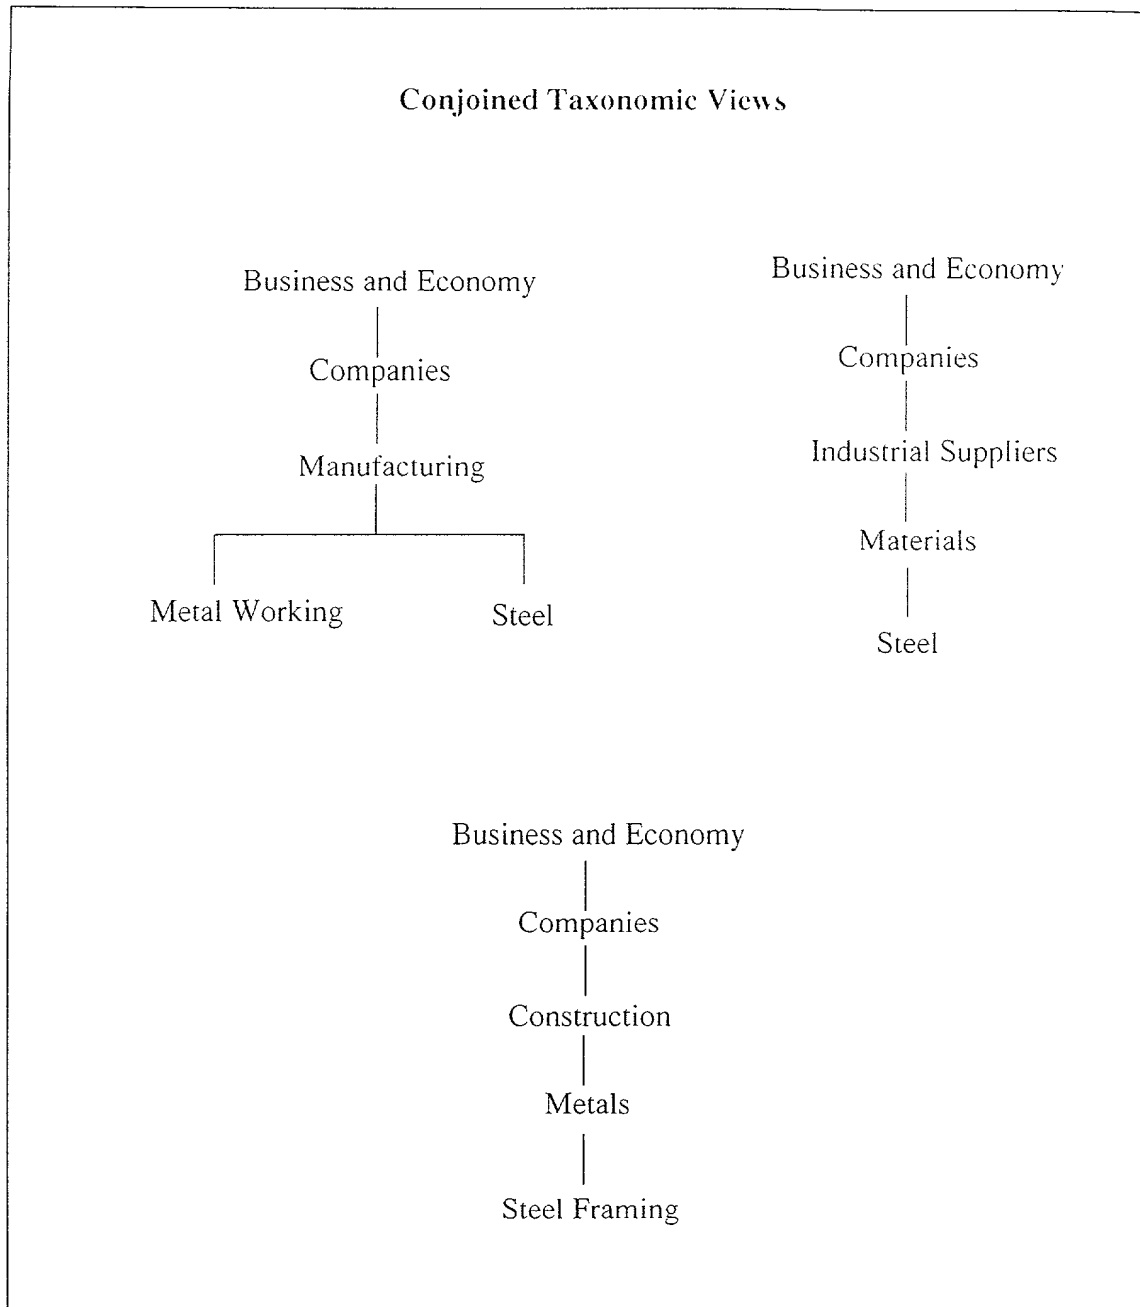 Conjoined Taxonomic Views
Business and Economy
Companies
Manufacturing
Metal Working
Steel
Business and Economy
Companies
Industrial Suppliers
Materials
Steel
Business and Economy
Companies
Construction
Metals
Steel Framing